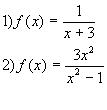 1) f(x) = 1/(x + 3)
2) f(x) = 3x²/(x² − 1)